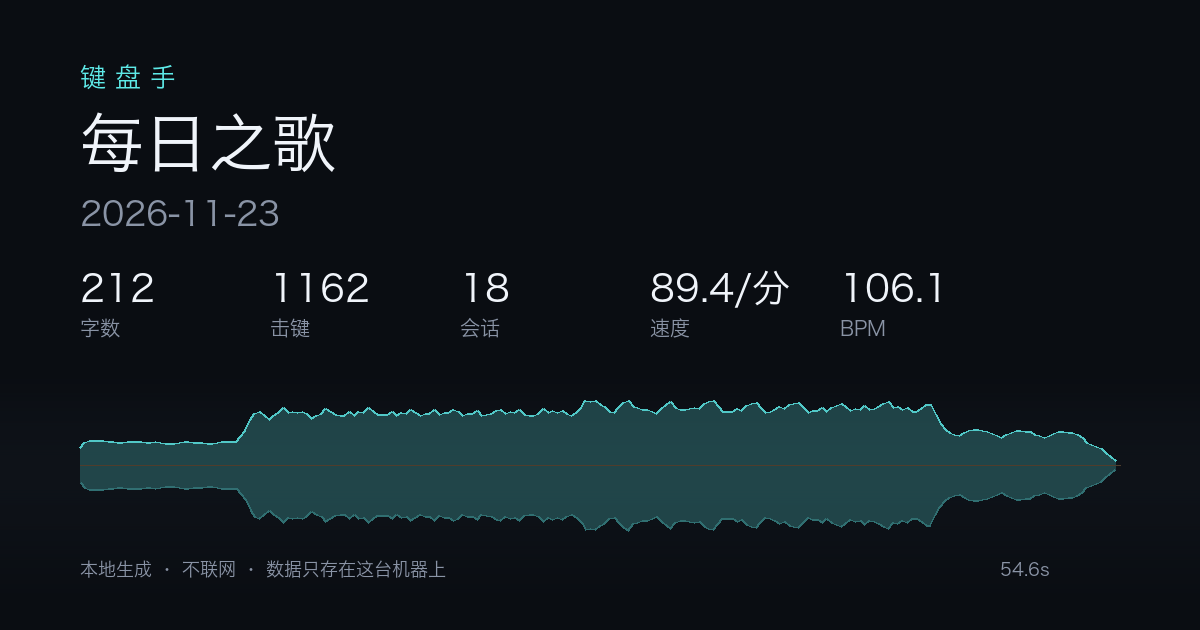 键盘手
每日之歌
2026-11-23
212 1162 18 89.4/分 106.1
字数 击键 会话 速度 BPM
本地生成 · 不联网 · 数据只存在这台机器上 54.6s